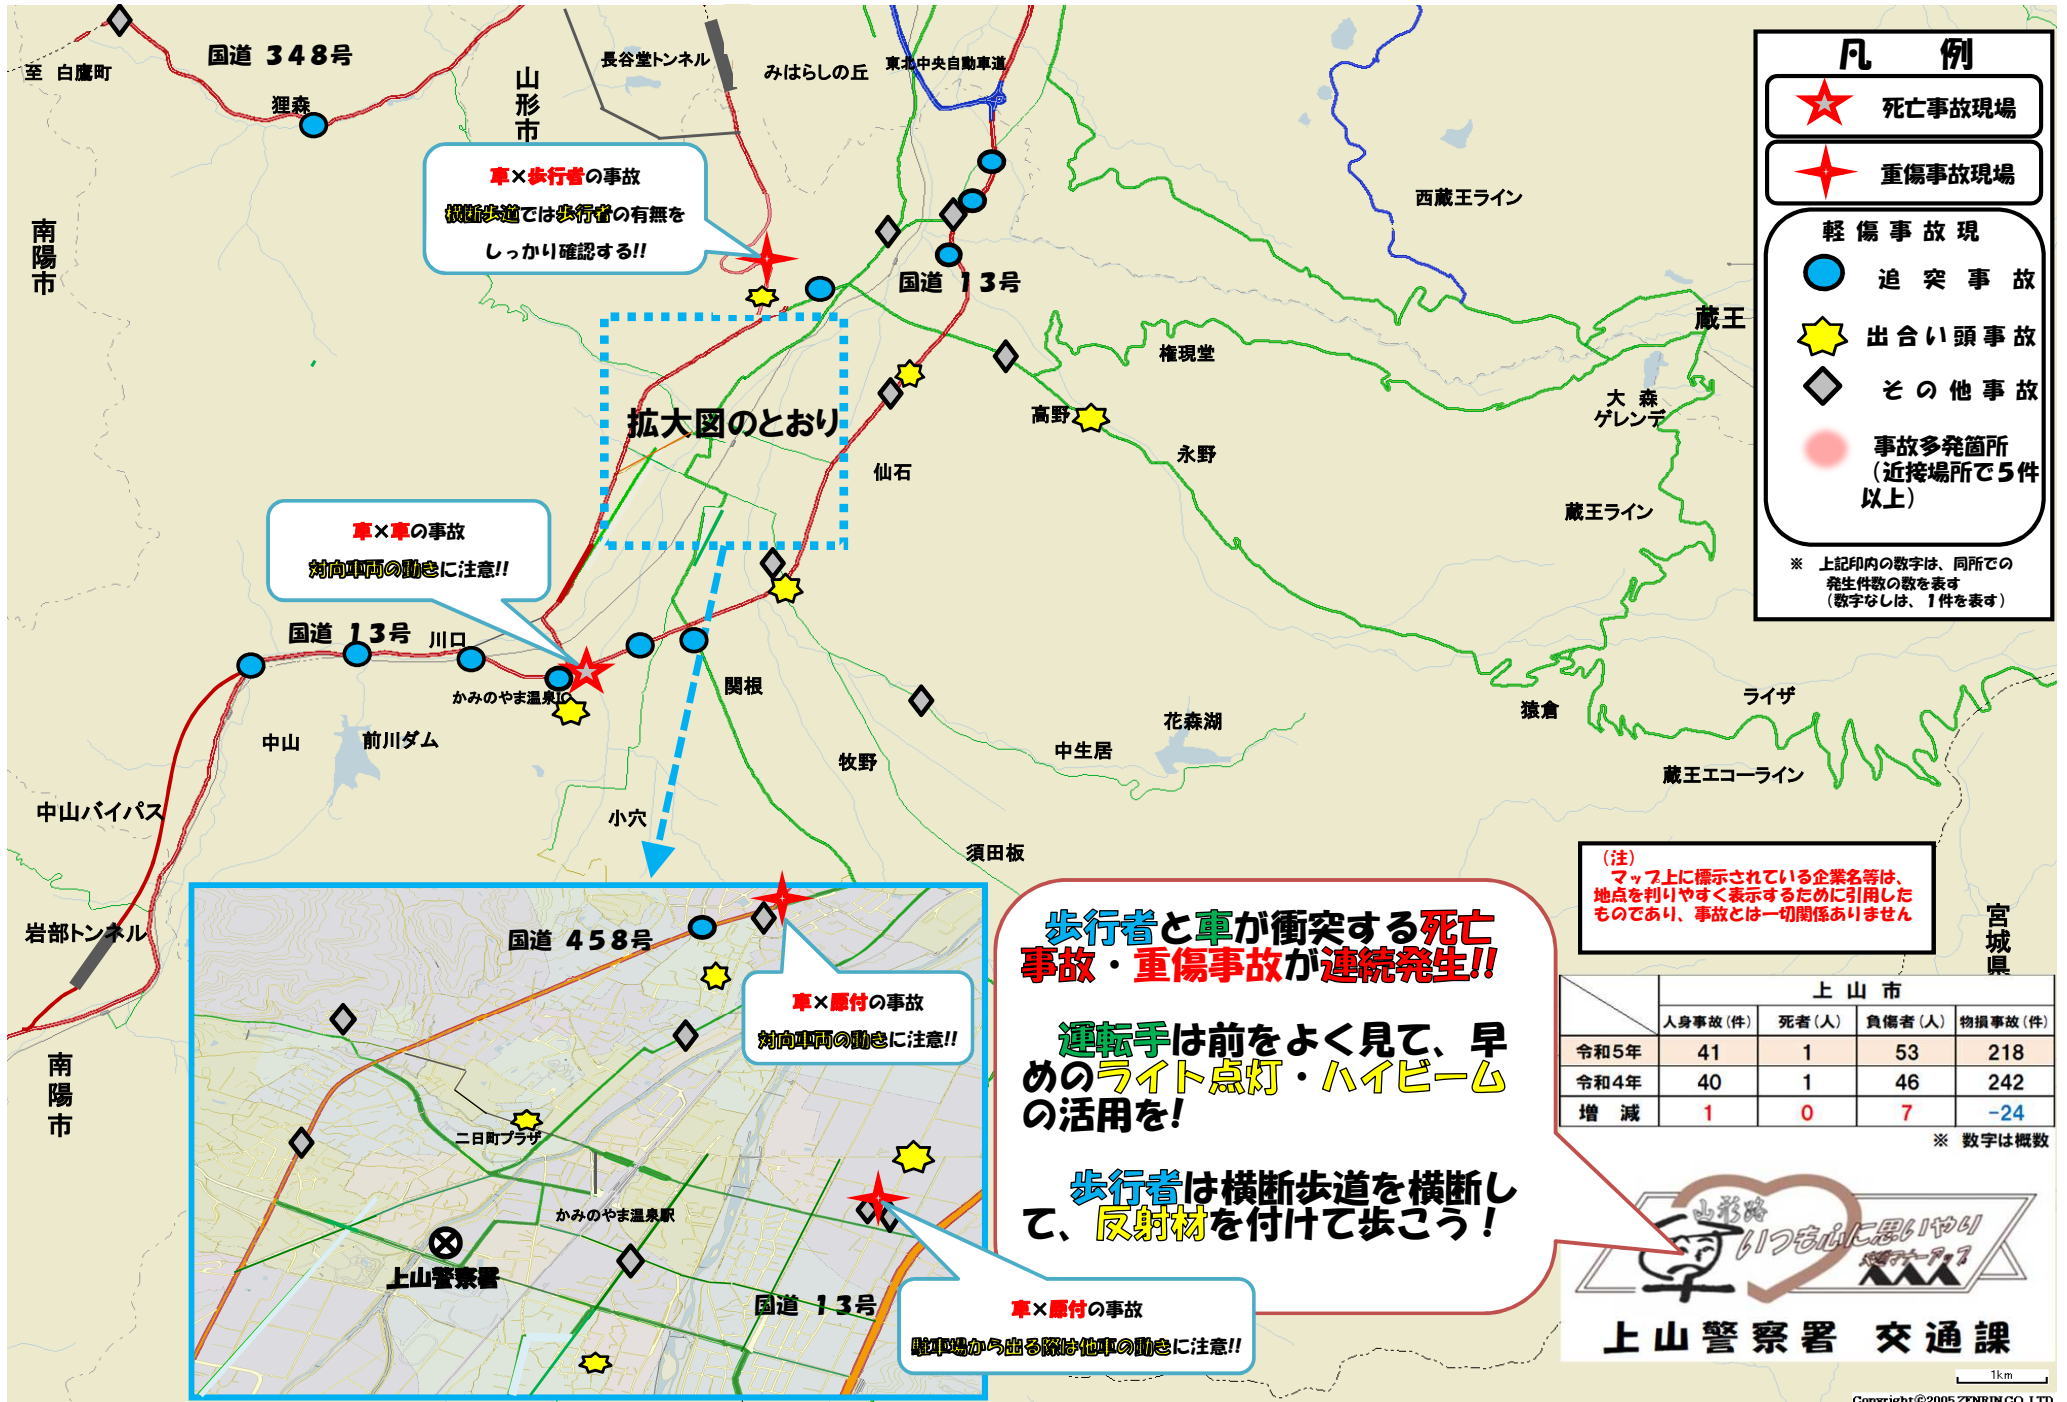 国道 348号
至 白鷹町
狸森
山形市
長谷堂トンネル
みはらしの丘
東北中央自動車道
南陽市
車×歩行者の事故
横断歩道では歩行者の有無を
しっかり確認する!!
国道 13号
西蔵王ライン
蔵王
権現堂
大 森
ゲレンデ
高野
永野
仙石
蔵王ライン
拡大図のとおり
車×車の事故
対向車両の動きに注意!!
国道 13号
川口
かみのやま温泉IC
中山
前川ダム
関根
牧野
中生居
花森湖
猿倉
ライザ
蔵王エコーライン
中山バイパス
小穴
須田板
岩部トンネル
南陽市
宮城県
凡 例
死亡事故現場
重傷事故現場
軽傷事故現
追突事故
出合い頭事故
その他事故
事故多発箇所
(近接場所で5件
以上)
※ 上記印内の数字は、同所での
発生件数の数を表す
(数字なしは、1件を表す)
国道 458号
車×原付の事故
対向車両の動きに注意!!
二日町プラザ
かみのやま温泉駅
上山警察署
国道 13号
車×原付の事故
駐車場から出る際は他車の動きに注意!!
歩行者と車が衝突する死亡
事故・重傷事故が連続発生!!
運転手は前をよく見て、早
めのライト点灯・ハイビーム
の活用を!
歩行者は横断歩道を横断し
て、反射材を付けて歩こう!
(注)
マップ上に標示されている企業名等は、
地点を判りやすく表示するために引用した
ものであり、事故とは一切関係ありません
上 山 市
人身事故(件) 死者(人) 負傷者(人) 物損事故(件)
令和5年 41 1 53 218
令和4年 40 1 46 242
増 減 1 0 7 -24
※ 数字は概数
山形路
いつも心に思いやり
交通マナーアップ
上山警察署 交通課
1km
Copyright©2005 ZENRIN CO.,LTD